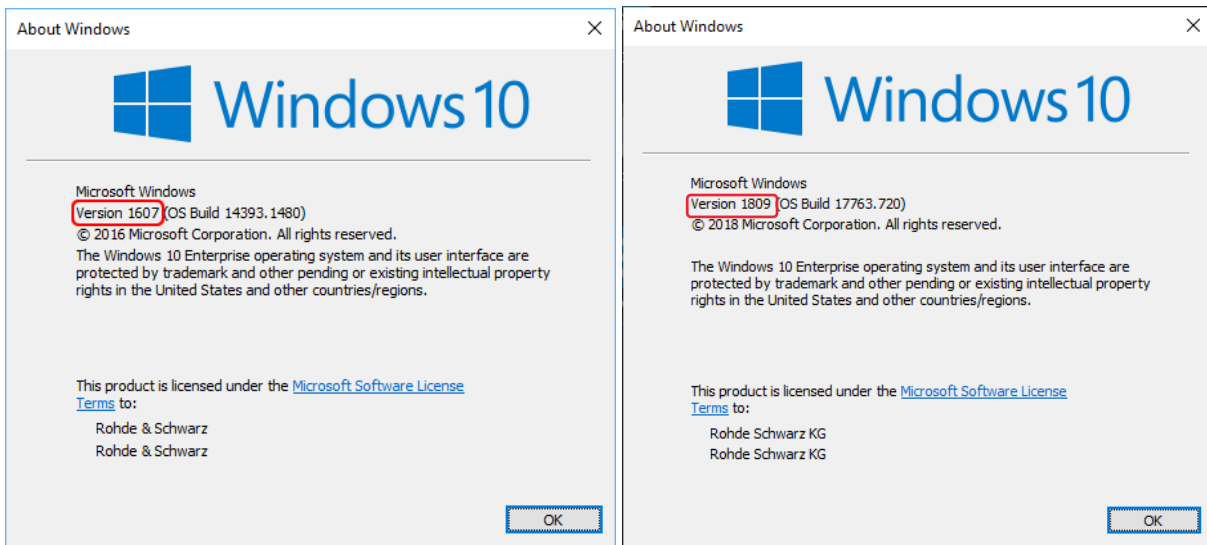 About Windows
Windows 10
Microsoft Windows
Version 1607 (OS Build 14393.1480)
© 2016 Microsoft Corporation. All rights reserved.
The Windows 10 Enterprise operating system and its user interface are
protected by trademark and other pending or existing intellectual property
rights in the United States and other countries/regions.
This product is licensed under the Microsoft Software License
Terms to:
Rohde & Schwarz
Rohde & Schwarz
OK
About Windows
Windows 10
Microsoft Windows
Version 1809 (OS Build 17763.720)
© 2018 Microsoft Corporation. All rights reserved.
The Windows 10 Enterprise operating system and its user interface are
protected by trademark and other pending or existing intellectual property
rights in the United States and other countries/regions.
This product is licensed under the Microsoft Software License
Terms to:
Rohde Schwarz KG
Rohde Schwarz KG
OK